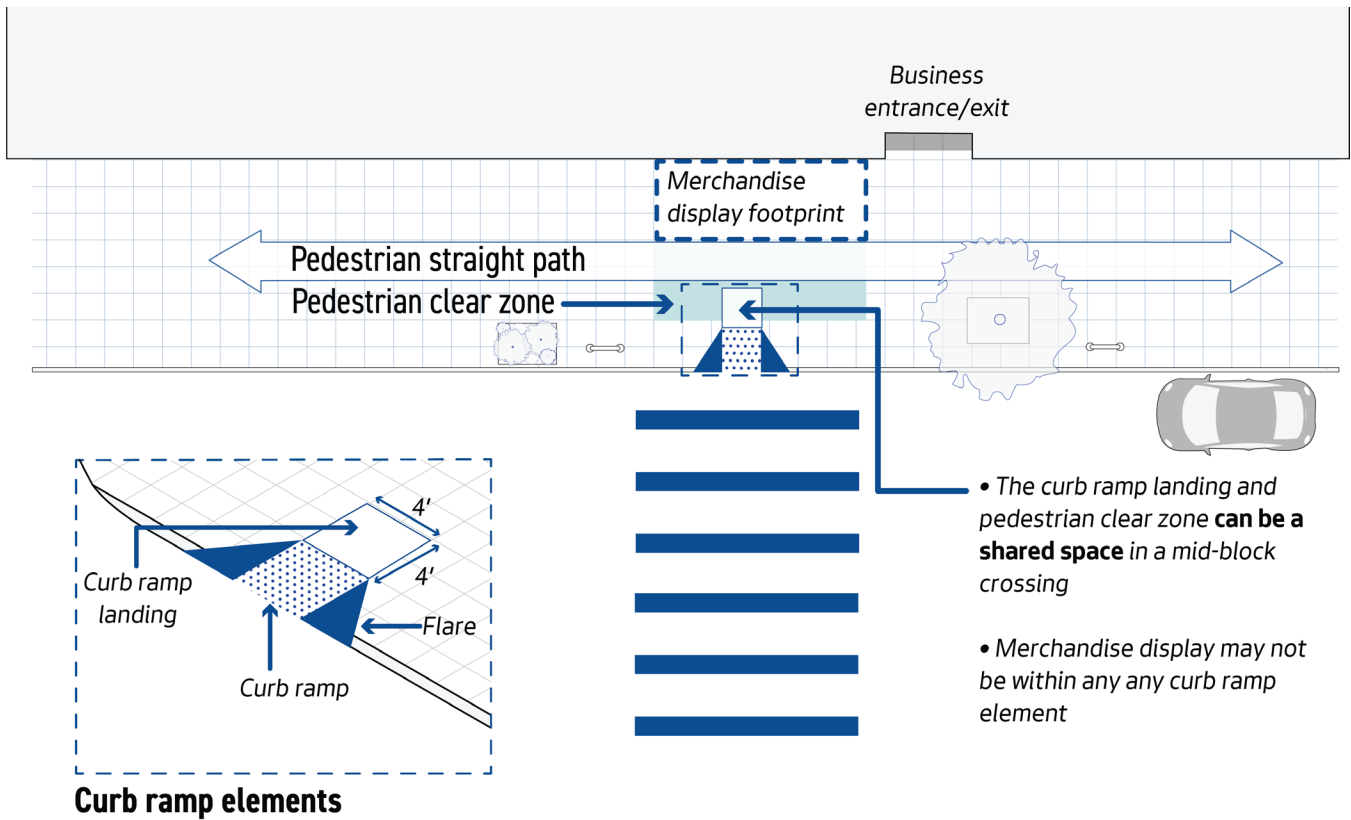 Business
entrance/exit
Merchandise
display footprint
Pedestrian straight path
Pedestrian clear zone
• The curb ramp landing and
pedestrian clear zone can be a
shared space in a mid-block
crossing
• Merchandise display may not
be within any any curb ramp
element
4'
4'
Curb ramp
landing
Flare
Curb ramp
Curb ramp elements